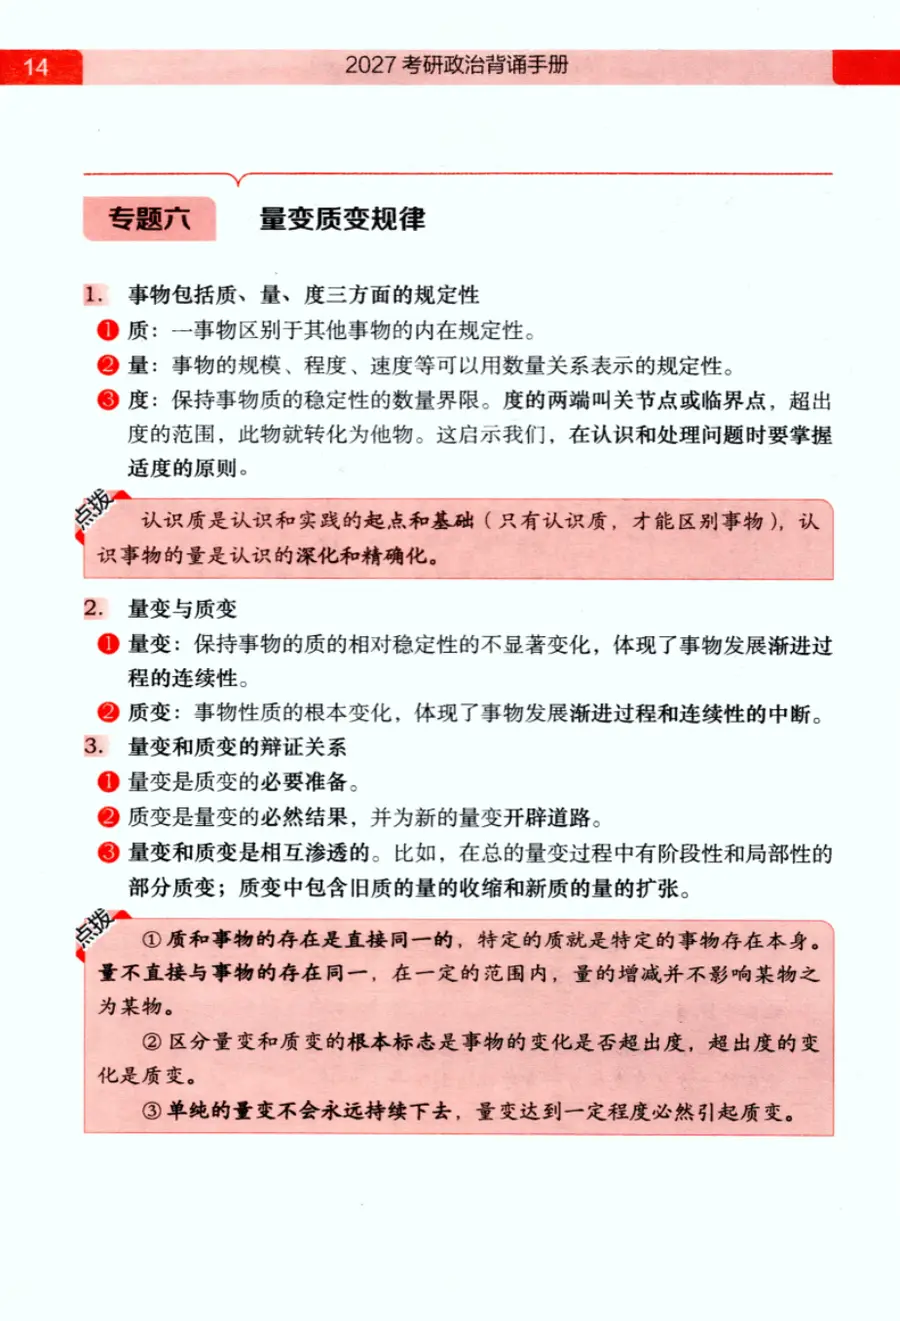 14
2027 考研政治背诵手册
专题六 量变质变规律
1. 事物包括质、量、度三方面的规定性
❶ 质：一事物区别于其他事物的内在规定性。
❷ 量：事物的规模、程度、速度等可以用数量关系表示的规定性。
❸ 度：保持事物质的稳定性的数量界限。度的两端叫关节点或临界点，超出
度的范围，此物就转化为他物。这启示我们，在认识和处理问题时要掌握
适度的原则。
点拨
认识质是认识和实践的起点和基础（只有认识质，才能区别事物），认
识事物的量是认识的深化和精确化。
2. 量变与质变
❶ 量变：保持事物的质的相对稳定性的不显著变化，体现了事物发展渐进过
程的连续性。
❷ 质变：事物性质的根本变化，体现了事物发展渐进过程和连续性的中断。
3. 量变和质变的辩证关系
❶ 量变是质变的必要准备。
❷ 质变是量变的必然结果，并为新的量变开辟道路。
❸ 量变和质变是相互渗透的。比如，在总的量变过程中有阶段性和局部性的
部分质变；质变中包含旧质的量的收缩和新质的量的扩张。
点拨
① 质和事物的存在是直接同一的，特定的质就是特定的事物存在本身。
量不直接与事物的存在同一，在一定的范围内，量的增减并不影响某物之
为某物。
② 区分量变和质变的根本标志是事物的变化是否超出度，超出度的变
化是质变。
③ 单纯的量变不会永远持续下去，量变达到一定程度必然引起质变。